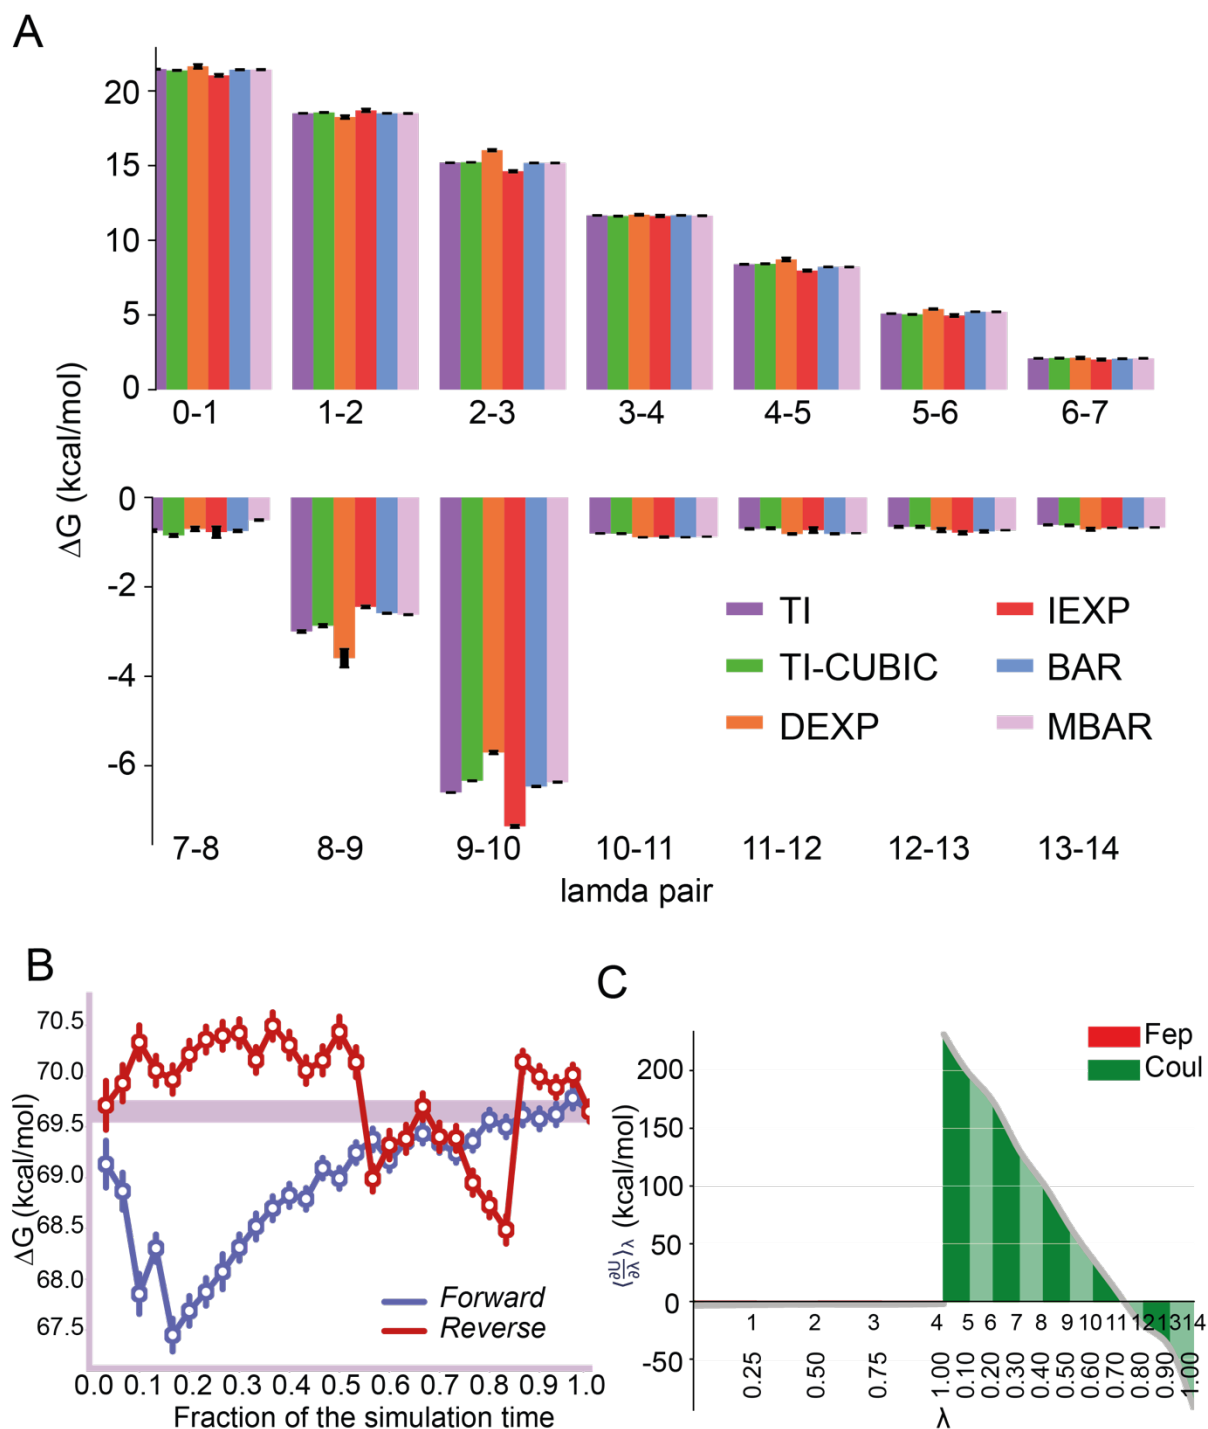 A
20
15
10
5
0
0-1 1-2 2-3 3-4 4-5 5-6 6-7
ΔG (kcal/mol)
0
-2
-4
-6
TI IEXP
TI-CUBIC BAR
DEXP MBAR
7-8 8-9 9-10 10-11 11-12 12-13 13-14
lamda pair
B
70.5
70.0
69.5
69.0
68.5
68.0
67.5
ΔG (kcal/mol)
Forward
Reverse
0.0 0.1 0.2 0.3 0.4 0.5 0.6 0.7 0.8 0.9 1.0
Fraction of the simulation time
C
Fep
Coul
200
150
100
50
0
-50
⟨∂U/∂λ⟩λ (kcal/mol)
1 2 3 4 5 6 7 8 9 10 11 12 13 14
0.25 0.50 0.75 1.00 0.10 0.20 0.30 0.40 0.50 0.60 0.70 0.80 0.90 1.00
λ